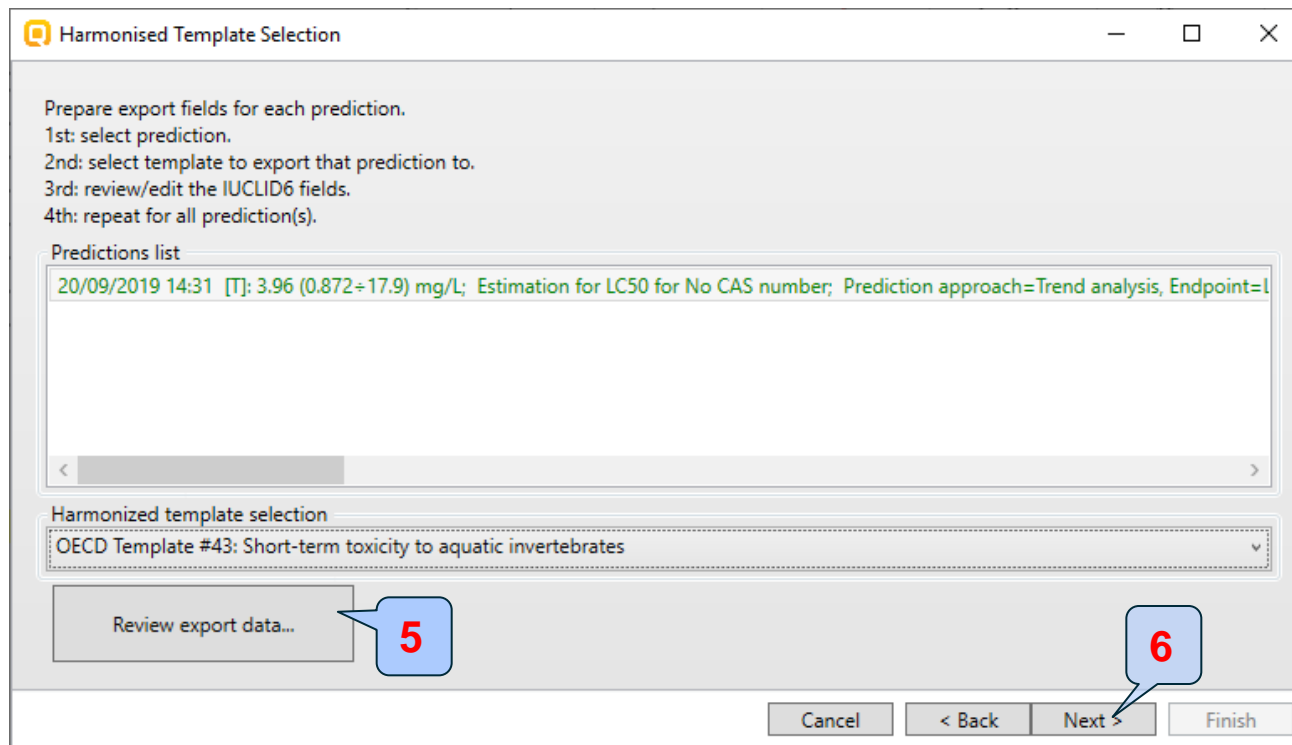 Harmonised Template Selection
Prepare export fields for each prediction.
1st: select prediction.
2nd: select template to export that prediction to.
3rd: review/edit the IUCLID6 fields.
4th: repeat for all prediction(s).
Predictions list
20/09/2019 14:31 [T]: 3.96 (0.872÷17.9) mg/L; Estimation for LC50 for No CAS number; Prediction approach=Trend analysis, Endpoint=L
Harmonized template selection
OECD Template #43: Short-term toxicity to aquatic invertebrates
Review export data...
5
6
Cancel < Back Next > Finish